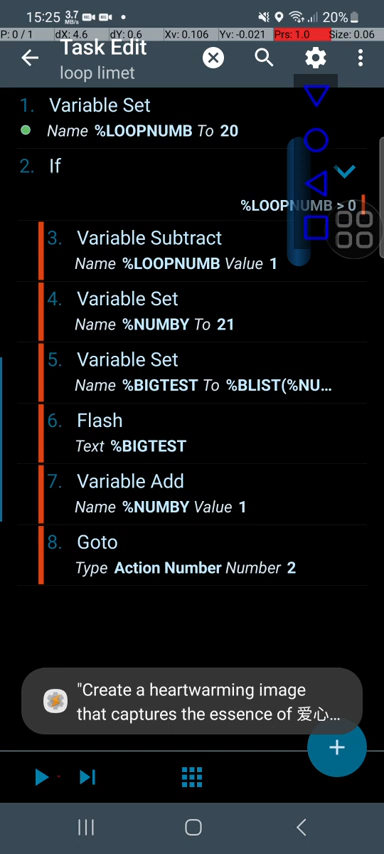 15:25 3.7 MB/s 20%
P: 0 / 1 dX: 4.6 dY: 0.6 Xv: 0.106 Yv: -0.021 Prs: 1.0 Size: 0.06
Task Edit
loop limet
1. Variable Set
Name %LOOPNUMB To 20
2. If
%LOOPNUMB > 0
3. Variable Subtract
Name %LOOPNUMB Value 1
4. Variable Set
Name %NUMBY To 21
5. Variable Set
Name %BIGTEST To %BLIST(%NU...
6. Flash
Text %BIGTEST
7. Variable Add
Name %NUMBY Value 1
8. Goto
Type Action Number Number 2
"Create a heartwarming image
that captures the essence of 爱心...